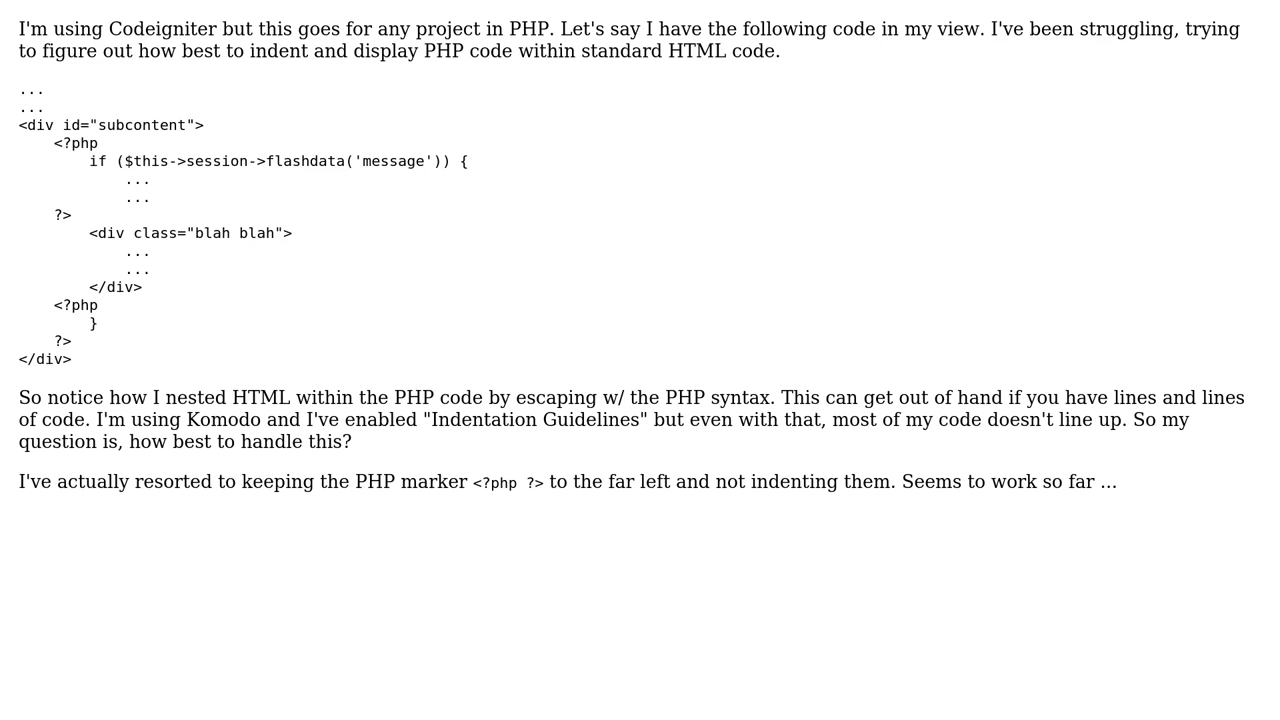 I'm using Codeigniter but this goes for any project in PHP. Let's say I have the following code in my view. I've been struggling, trying
to figure out how best to indent and display PHP code within standard HTML code.
...
...
<div id="subcontent">
    <?php
        if ($this->session->flashdata('message')) {
            ...
            ...
    ?>
        <div class="blah blah">
            ...
            ...
        </div>
    <?php
        }
    ?>
</div>
So notice how I nested HTML within the PHP code by escaping w/ the PHP syntax. This can get out of hand if you have lines and lines
of code. I'm using Komodo and I've enabled "Indentation Guidelines" but even with that, most of my code doesn't line up. So my
question is, how best to handle this?
I've actually resorted to keeping the PHP marker <?php ?> to the far left and not indenting them. Seems to work so far ...